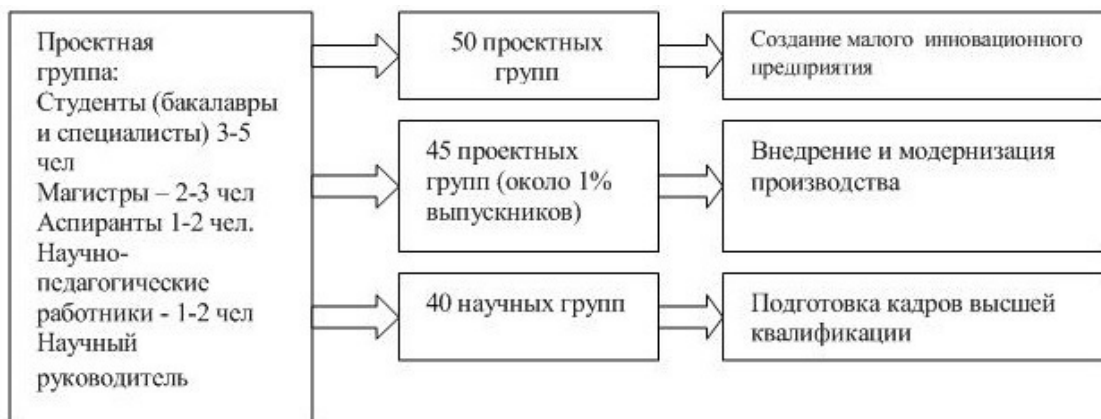 Проектная
группа:
Студенты (бакалавры
и специалисты) 3-5
чел
Магистры – 2-3 чел
Аспиранты 1-2 чел.
Научно-
педагогические
работники - 1-2 чел
Научный
руководитель
50 проектных
групп
Создание малого инновационного
предприятия
45 проектных
групп (около 1%
выпускников)
Внедрение и модернизация
производства
40 научных групп
Подготовка кадров высшей
квалификации